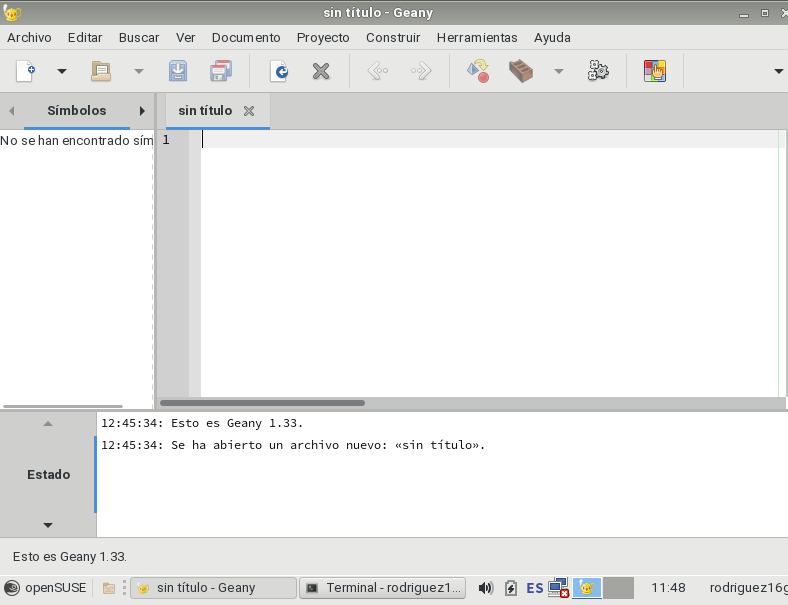 sin título - Geany
Archivo Editar Buscar Ver Documento Proyecto Construir Herramientas Ayuda
Símbolos sin título
No se han encontrado sím 1
12:45:34: Esto es Geany 1.33.
12:45:34: Se ha abierto un archivo nuevo: «sin título».
Estado
Esto es Geany 1.33.
openSUSE sin título - Geany Terminal - rodriguez1... ES 11:48 rodriguez16g